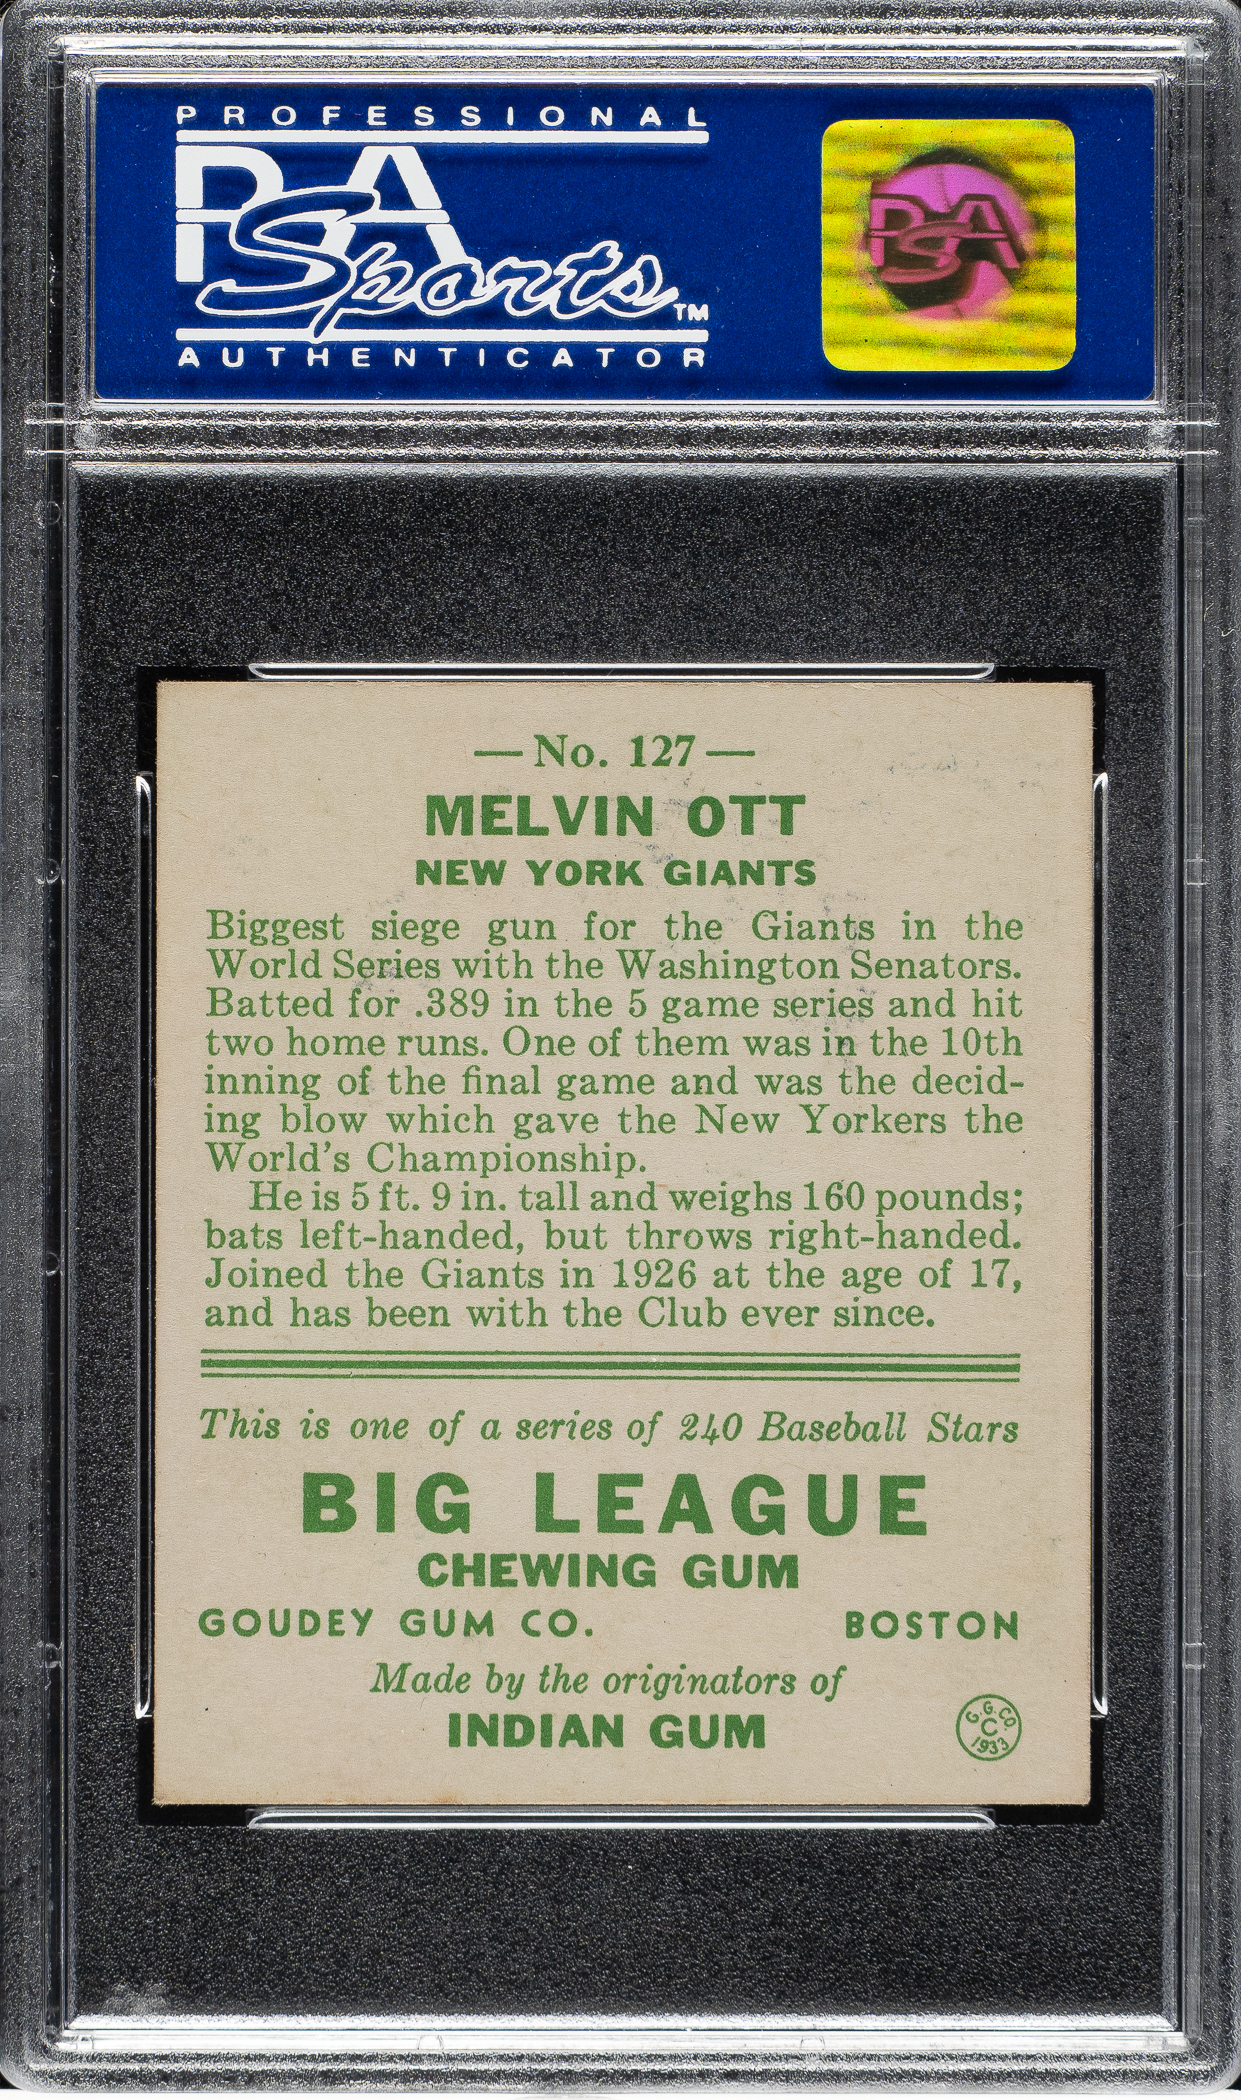 PROFESSIONAL
PSA
Sports™
AUTHENTICATOR
PSA
— No. 127 —
MELVIN OTT
NEW YORK GIANTS
Biggest siege gun for the Giants in the
World Series with the Washington Senators.
Batted for .389 in the 5 game series and hit
two home runs. One of them was in the 10th
inning of the final game and was the decid-
ing blow which gave the New Yorkers the
World's Championship.
He is 5 ft. 9 in. tall and weighs 160 pounds;
bats left-handed, but throws right-handed.
Joined the Giants in 1926 at the age of 17,
and has been with the Club ever since.
This is one of a series of 240 Baseball Stars
BIG LEAGUE
CHEWING GUM
GOUDEY GUM CO. BOSTON
Made by the originators of
INDIAN GUM
G. G. CO.
C
1933